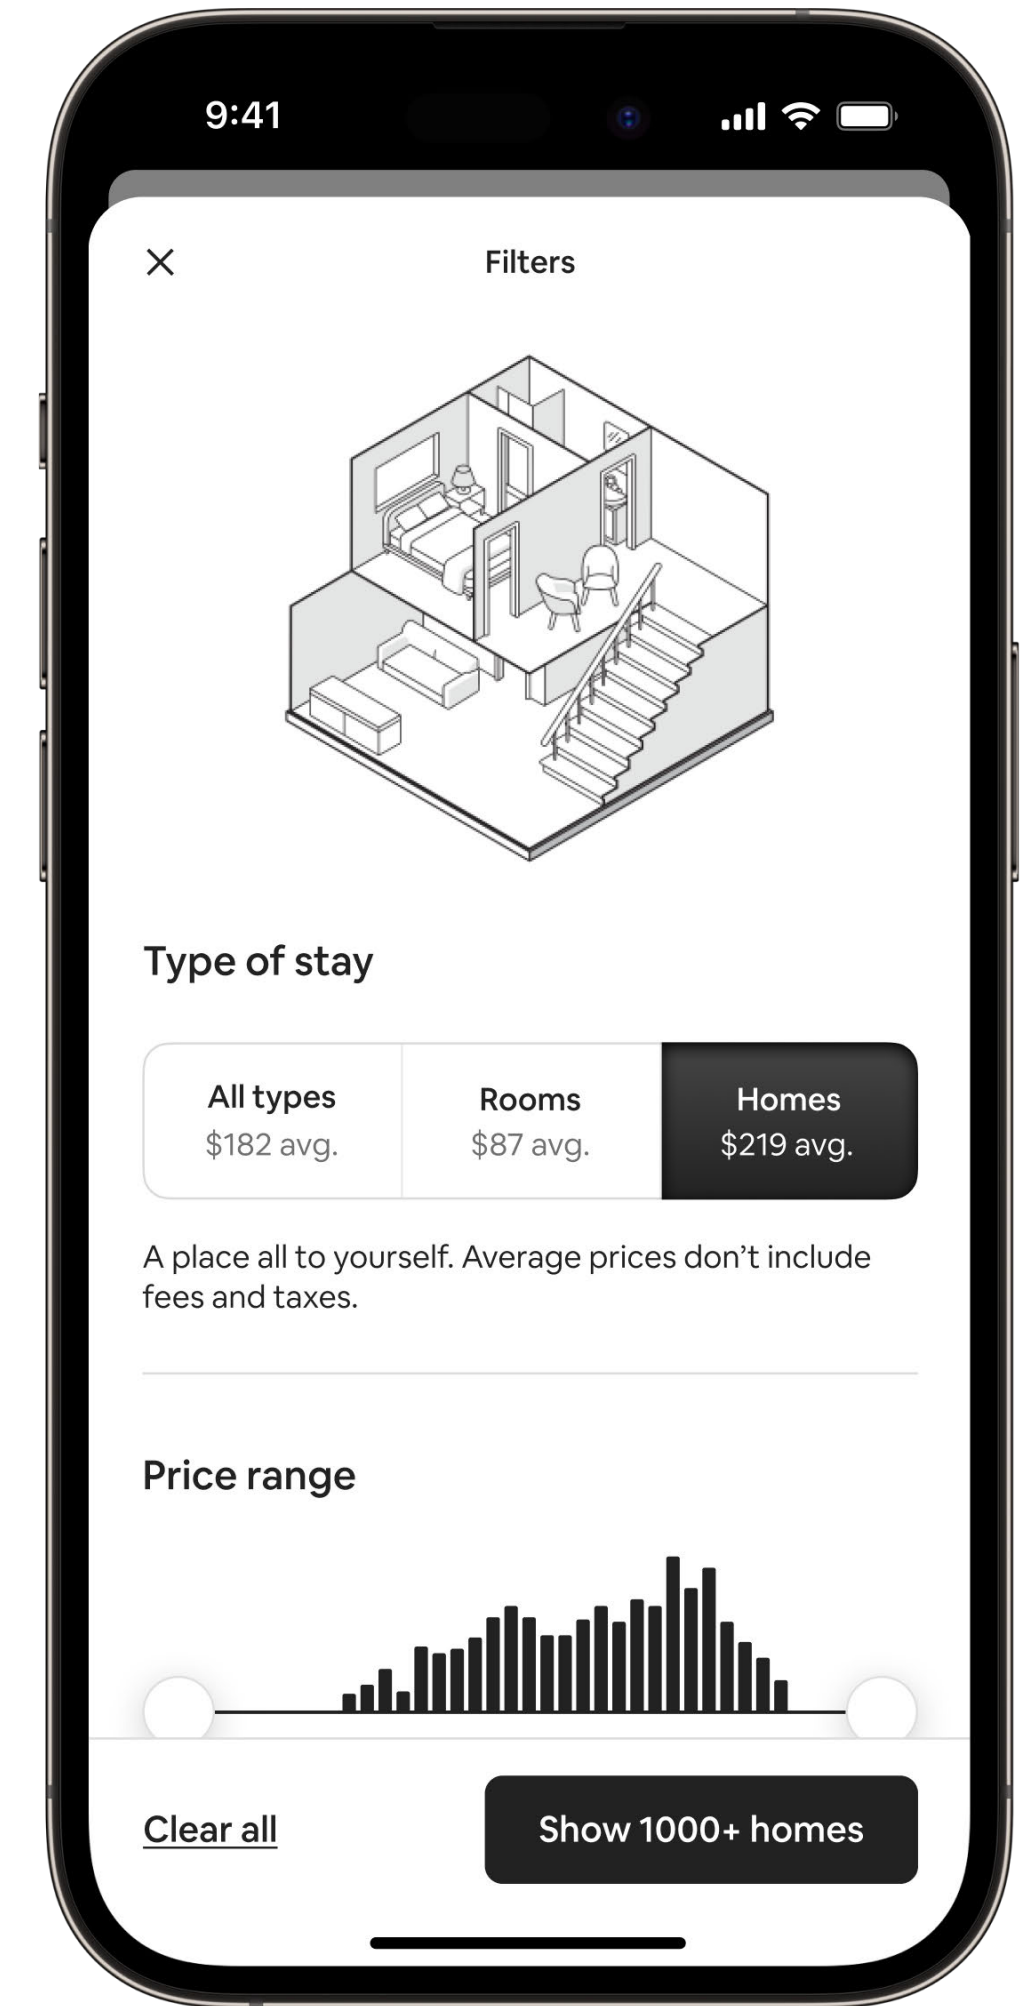 9:41
Filters
Type of stay
All types
$182 avg.
Rooms
$87 avg.
Homes
$219 avg.
A place all to yourself. Average prices don’t include
fees and taxes.
Price range
Clear all
Show 1000+ homes